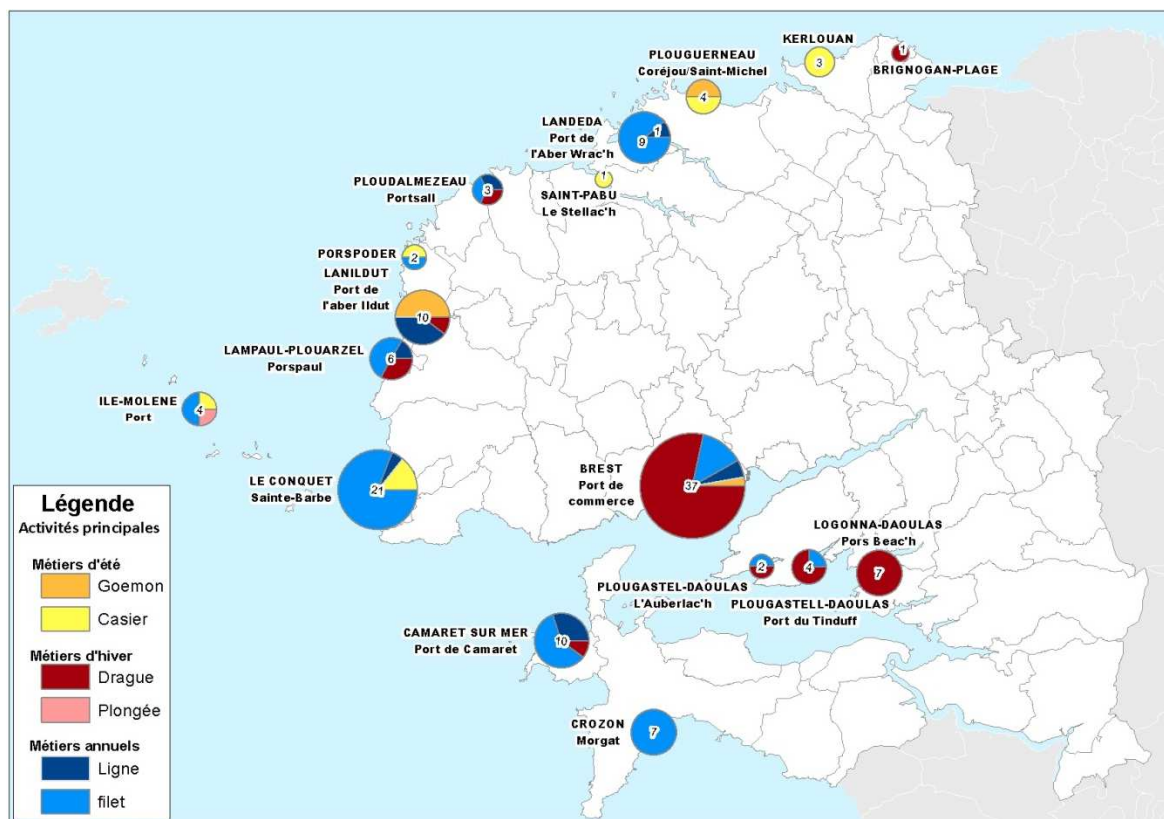 KERLOUAN
3
1
BRIGNOGAN-PLAGE
PLOUGUERNEAU
Coréjou/Saint-Michel
4
LANDEDA
Port de
l'Aber Wrac'h
1
9
PLOUDALMEZEAU
Portsall
3
1
SAINT-PABU
Le Stellac'h
PORSPODER
2
LANILDUT
Port de
l'aber Ildut
10
LAMPAUL-PLOUARZEL
Porspaul
6
ILE-MOLENE
Port
4
LE CONQUET
Sainte-Barbe
21
BREST
Port de
commerce
37
LOGONNA-DAOULAS
Pors Beac'h
7
2
4
PLOUGASTEL-DAOULAS
L'Auberlac'h
PLOUGASTELL-DAOULAS
Port du Tinduff
CAMARET SUR MER
Port de Camaret
10
CROZON
Morgat
7
Légende
Activités principales
Métiers d'été
Goemon
Casier
Métiers d'hiver
Drague
Plongée
Métiers annuels
Ligne
filet